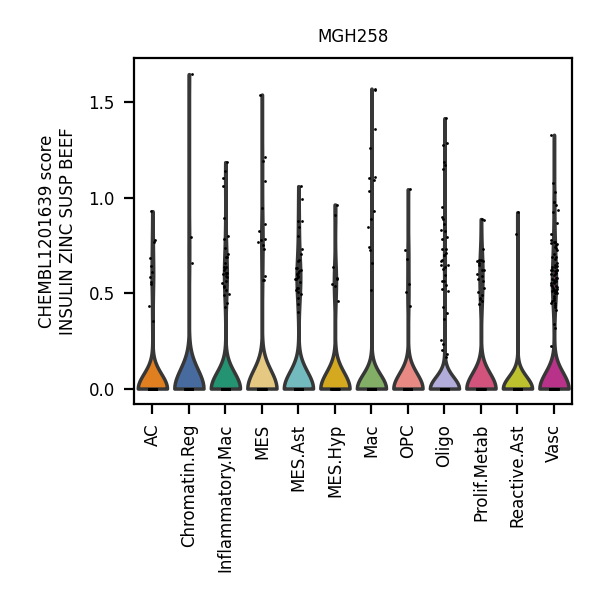 MGH258
CHEMBL1201639 score
INSULIN ZINC SUSP BEEF
1.5
1.0
0.5
0.0
AC
Chromatin.Reg
Inflammatory.Mac
MES
MES.Ast
MES.Hyp
Mac
OPC
Oligo
Prolif.Metab
Reactive.Ast
Vasc